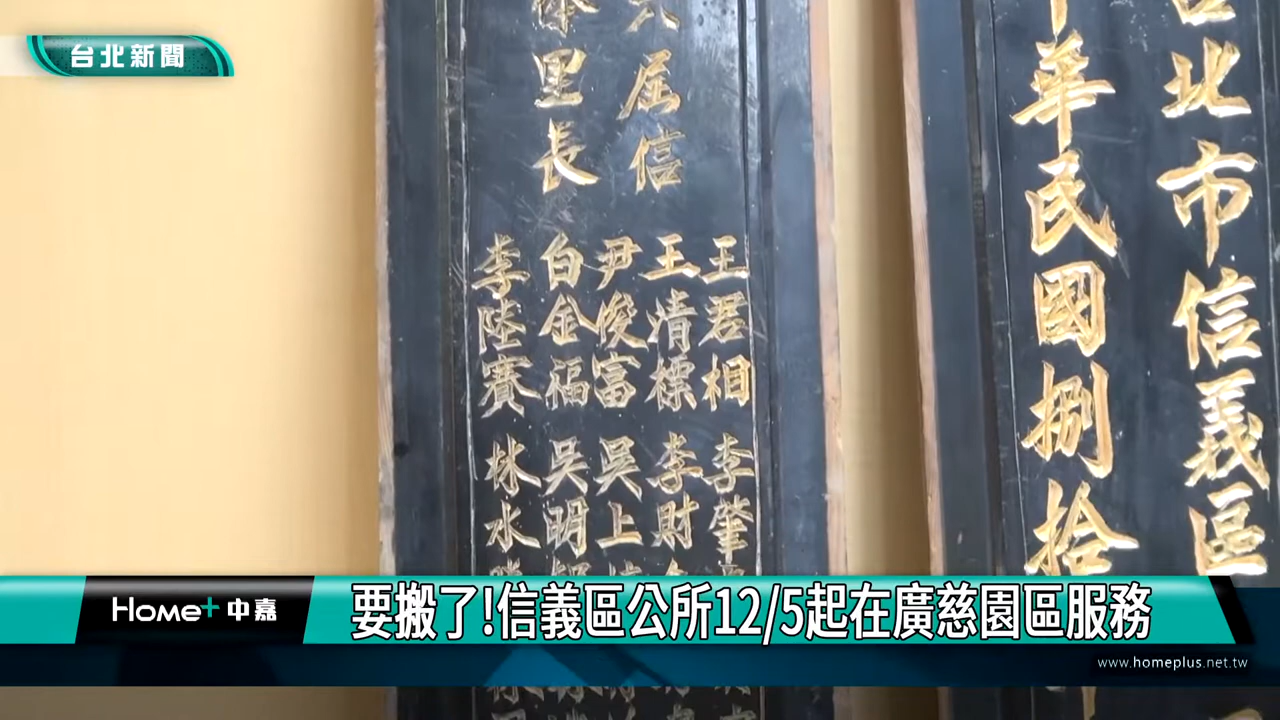 台北新聞
北市信義區
華民國捌拾
屆信
里長
王君相
王清標
尹俊富
白金福
李陸賽
李肇
李財
吳上
吳明
林水
Home+中嘉
要搬了!信義區公所12/5起在廣慈園區服務
www.homeplus.net.tw